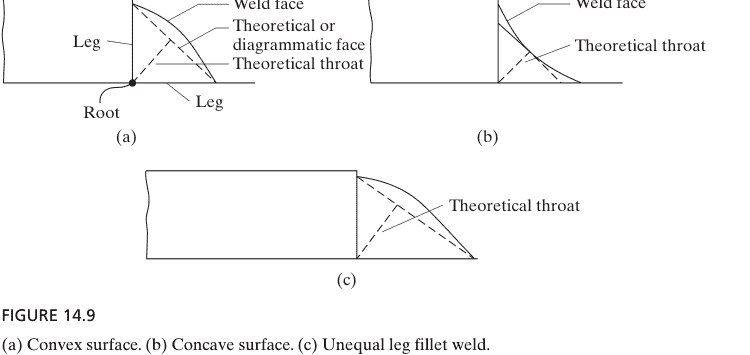 Weld face
Theoretical or
diagrammatic face
Theoretical throat
Leg
Leg
Root
(a)
Weld face
Theoretical throat
(b)
Theoretical throat
(c)
FIGURE 14.9
(a) Convex surface. (b) Concave surface. (c) Unequal leg fillet weld.